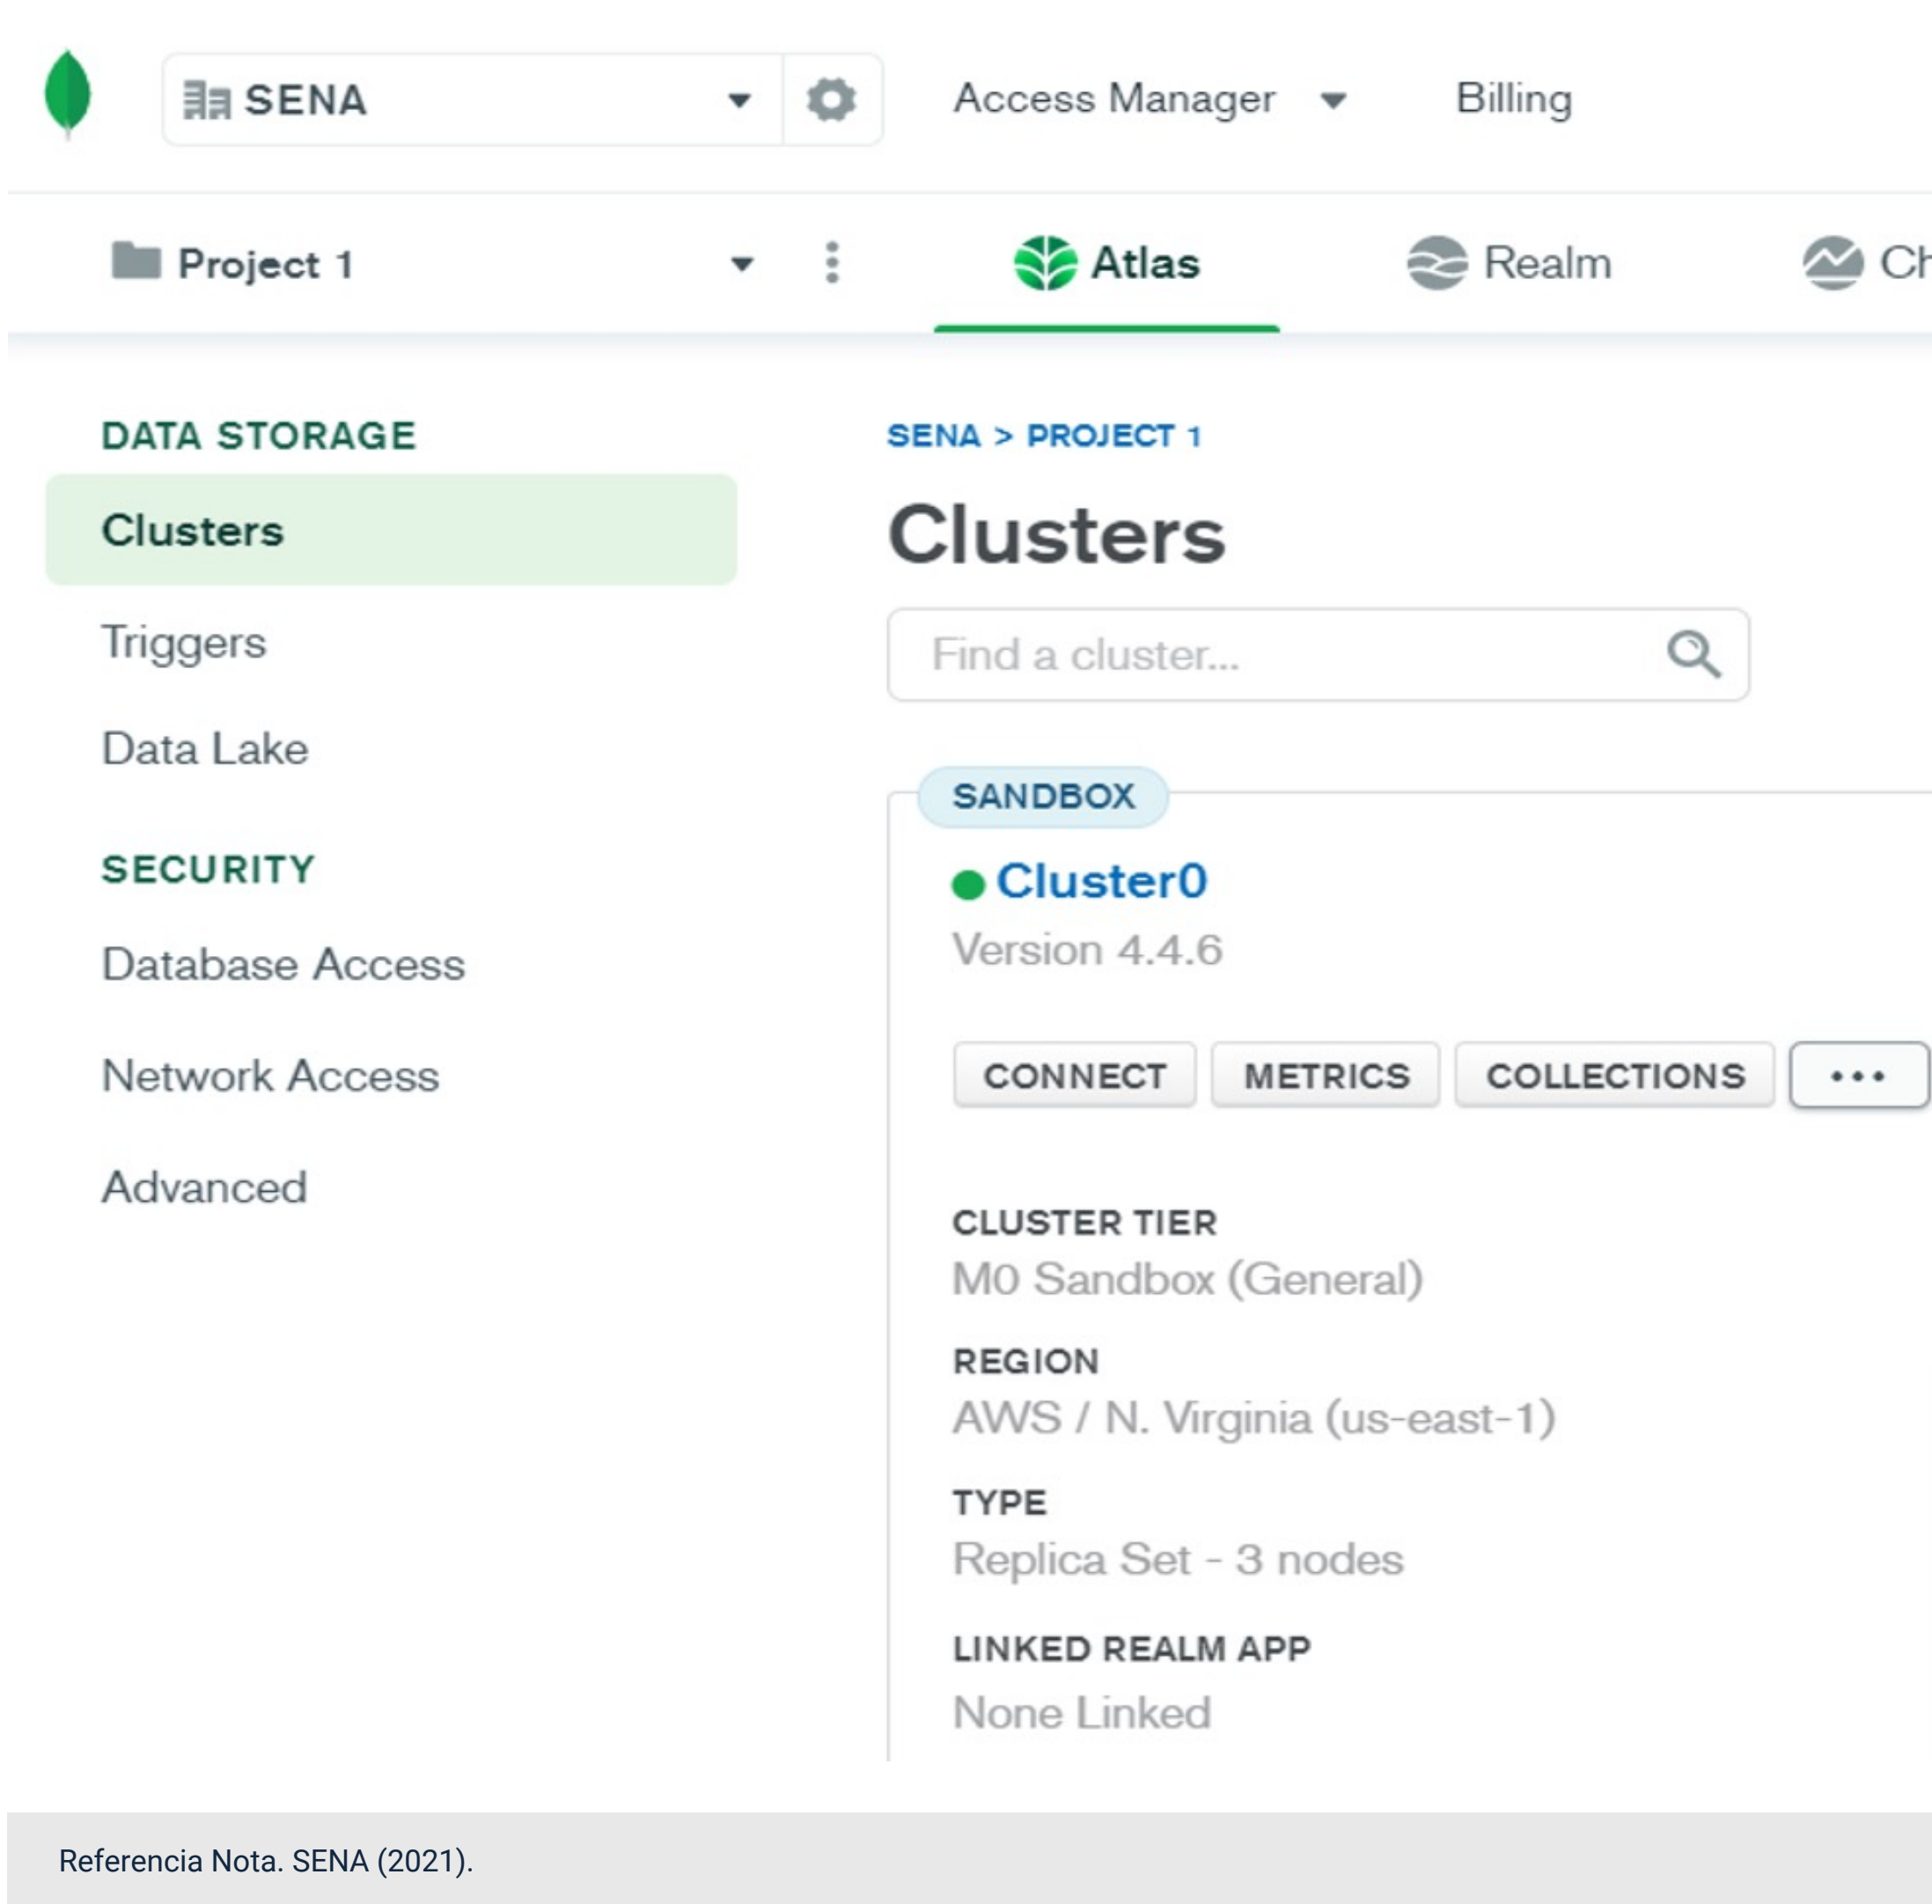 SENA
Access Manager
Billing
Project 1
Atlas
Realm
Ch
DATA STORAGE
Clusters
Triggers
Data Lake
SECURITY
Database Access
Network Access
Advanced
SENA > PROJECT 1
Clusters
Find a cluster...
SANDBOX
Cluster0
Version 4.4.6
CONNECT METRICS COLLECTIONS ...
CLUSTER TIER
M0 Sandbox (General)
REGION
AWS / N. Virginia (us-east-1)
TYPE
Replica Set - 3 nodes
LINKED REALM APP
None Linked
Referencia Nota. SENA (2021).